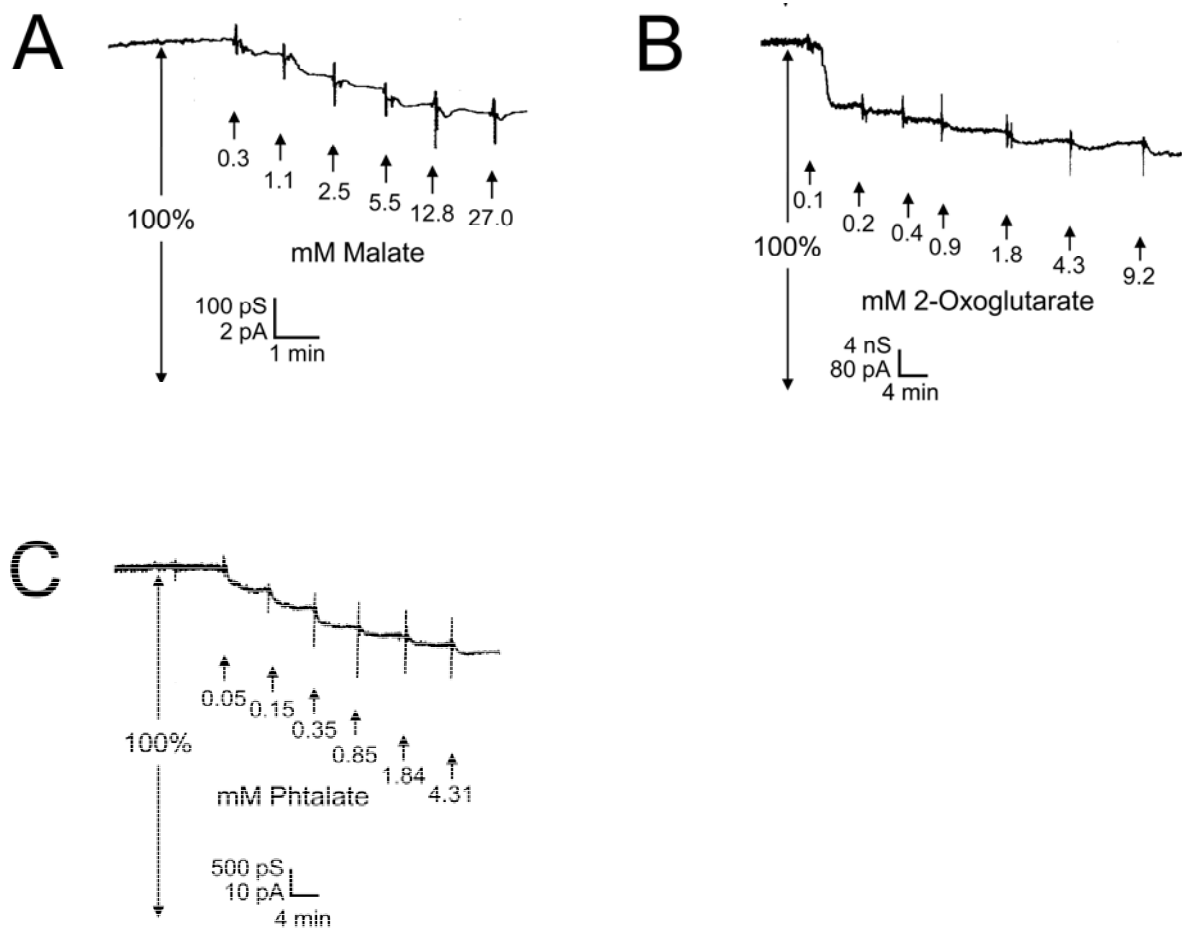 A
0.3
1.1
2.5
5.5
12.8
27.0
100%
mM Malate
100 pS
2 pA
1 min
B
0.1
0.2
0.4
0.9
1.8
4.3
9.2
100%
mM 2-Oxoglutarate
4 nS
80 pA
4 min
C
0.05
0.15
0.35
0.85
1.84
4.31
100%
mM Phtalate
500 pS
10 pA
4 min